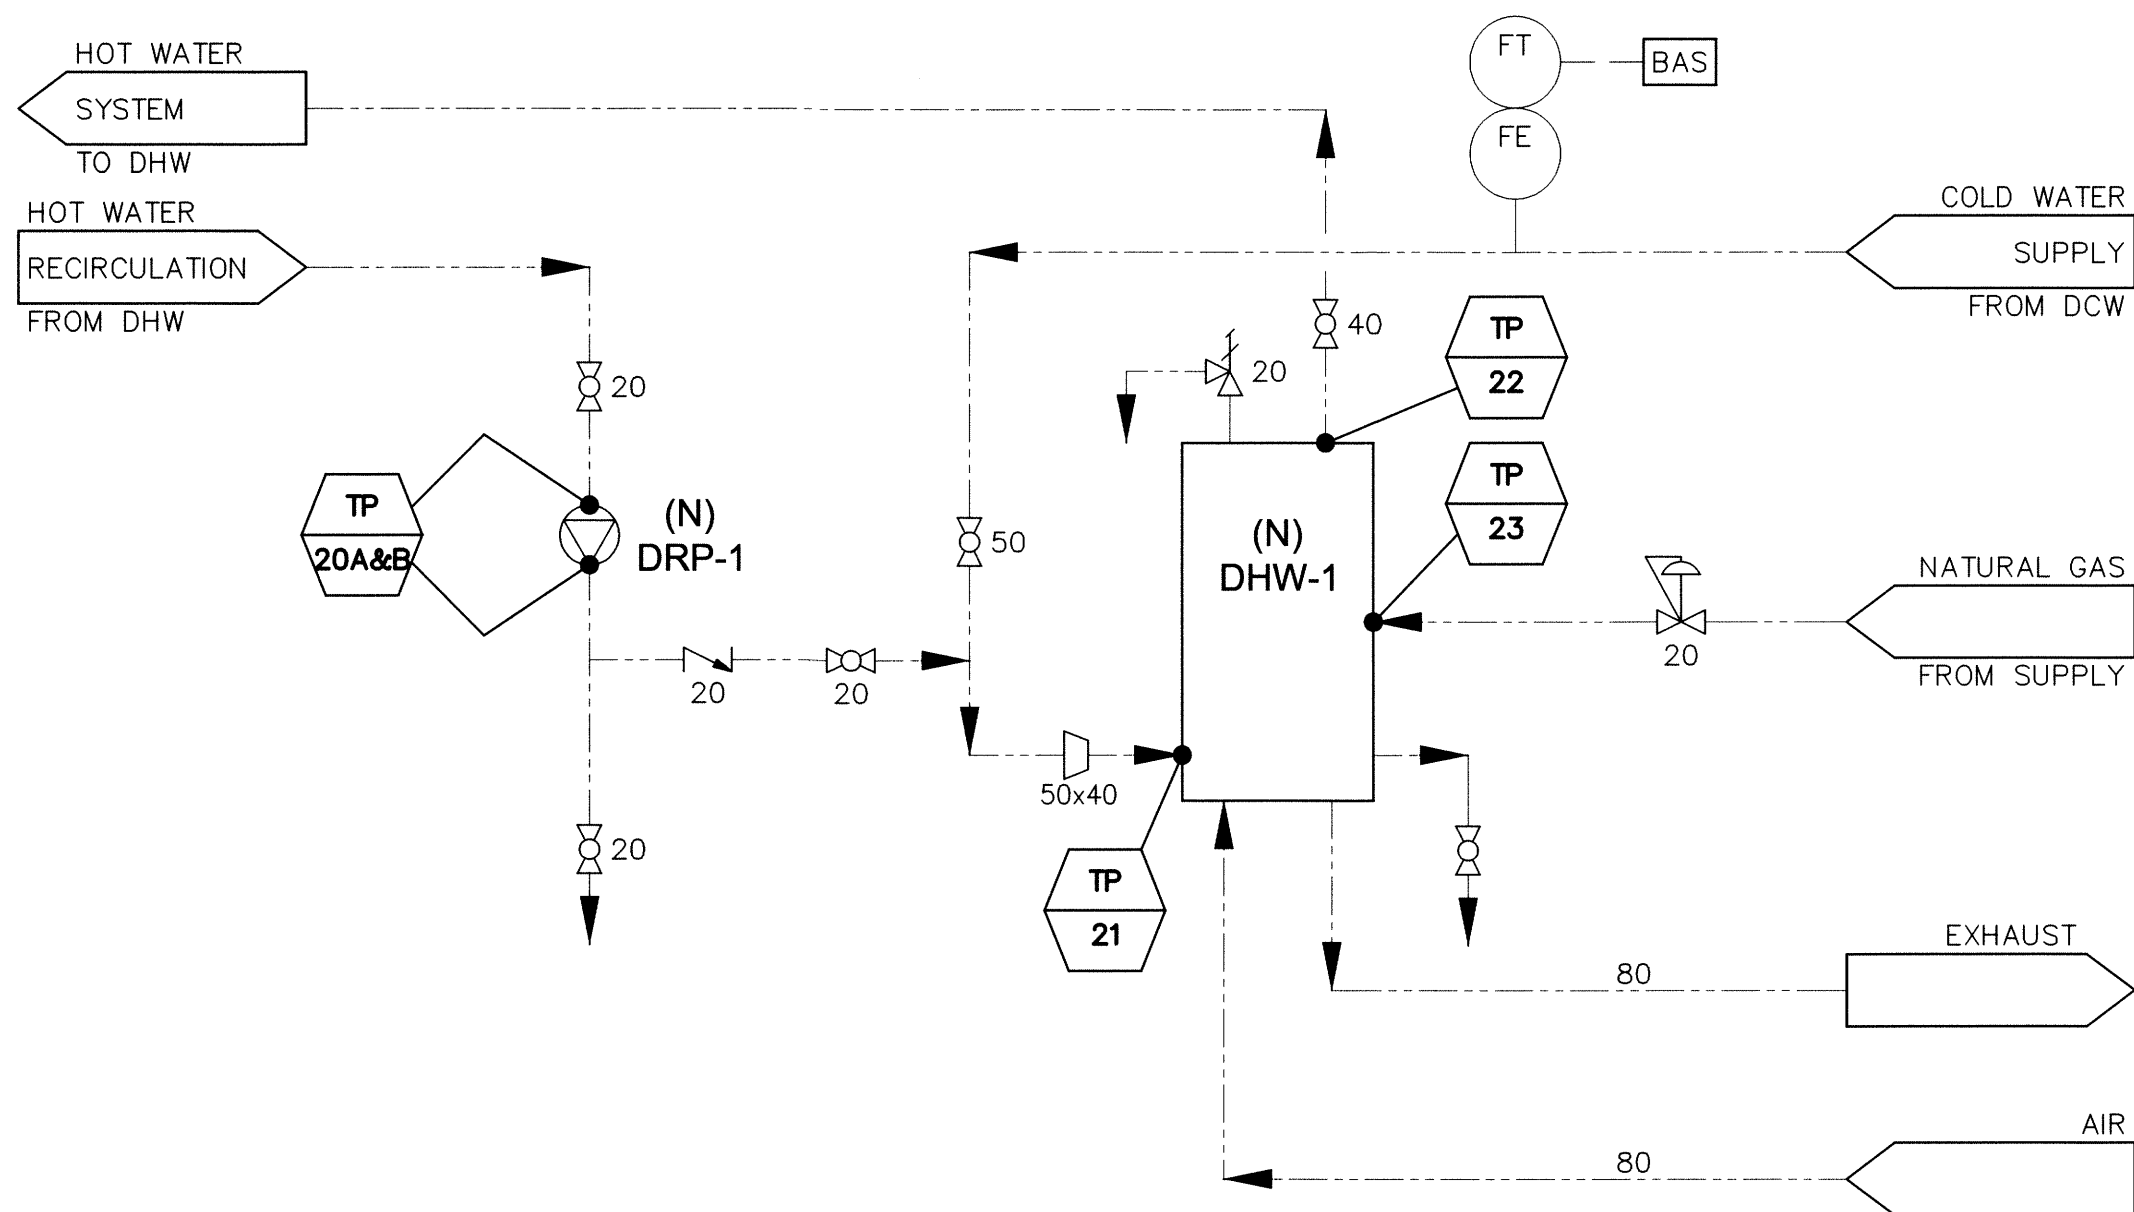 HOT WATER
SYSTEM
TO DHW
HOT WATER
RECIRCULATION
FROM DHW
FT
BAS
FE
COLD WATER
SUPPLY
FROM DCW
40
TP
22
20
20
TP
20A&B
(N)
DRP-1
50
(N)
DHW-1
TP
23
NATURAL GAS
FROM SUPPLY
20
20
20
50x40
20
TP
21
EXHAUST
80
AIR
80